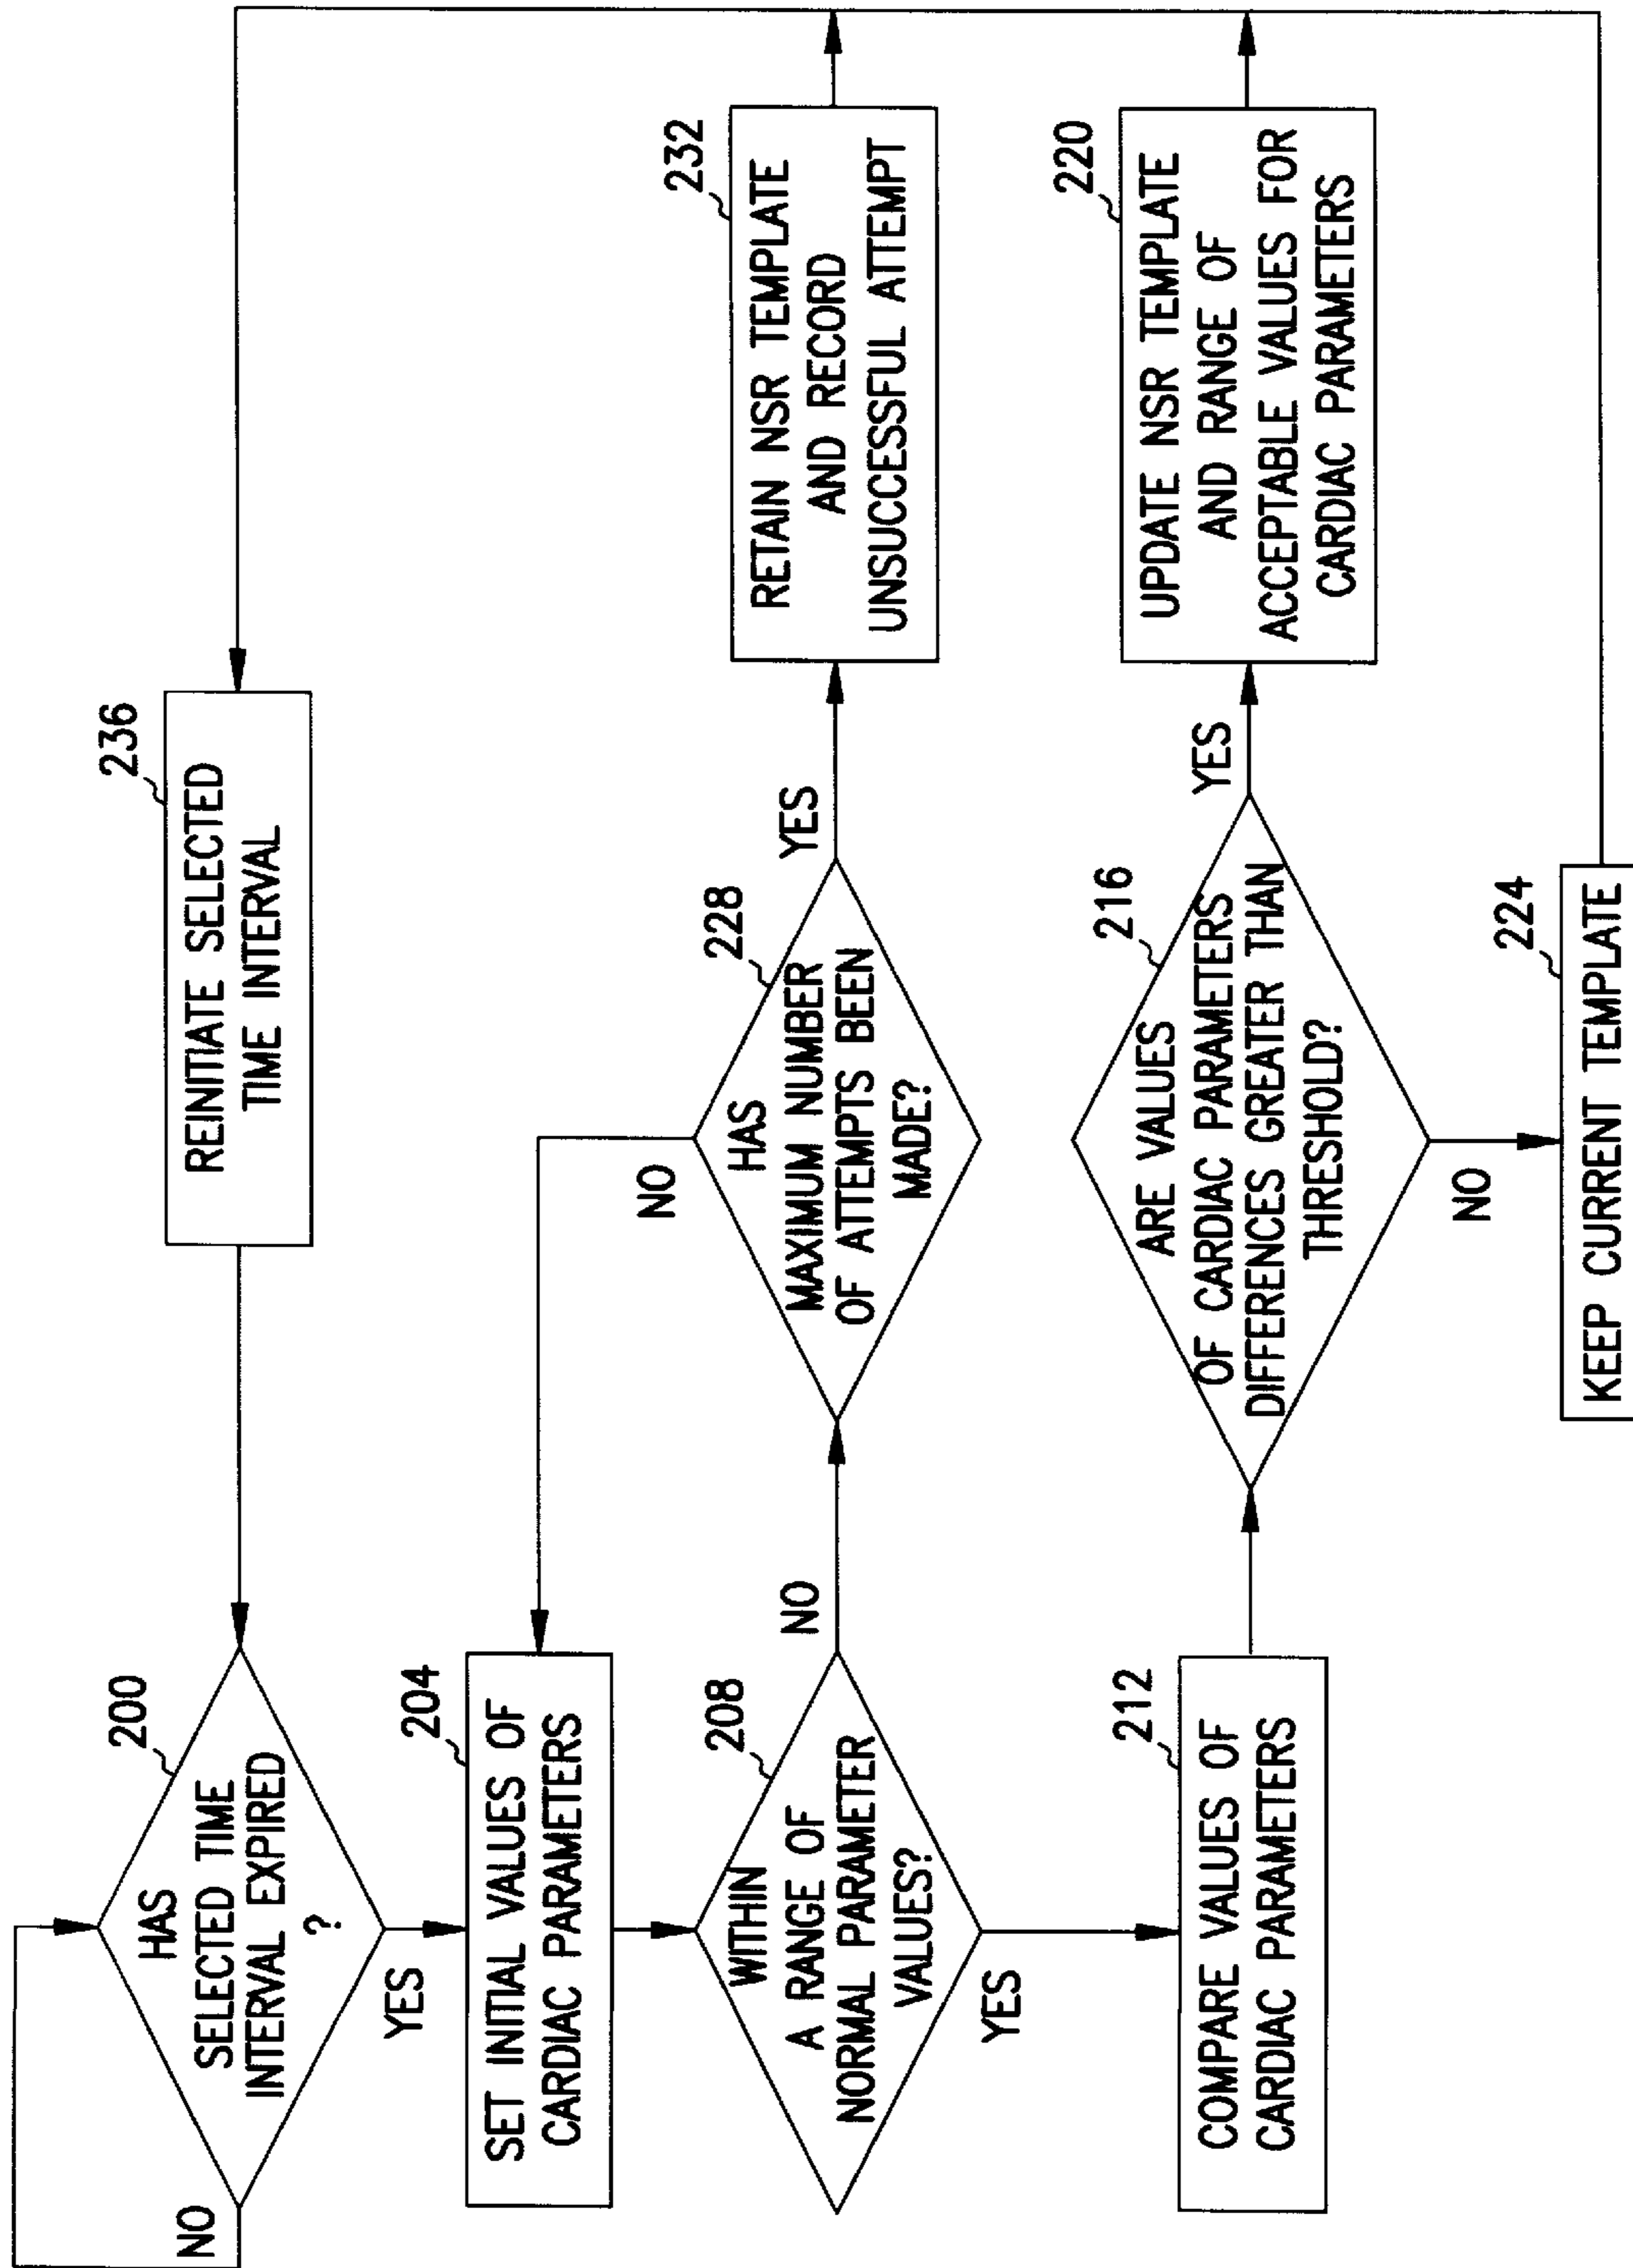 236
REINITIATE SELECTED
TIME INTERVAL
200
HAS
SELECTED TIME
INTERVAL EXPIRED
?
NO
YES
204
SET INITIAL VALUES OF
CARDIAC PARAMETERS
208
WITHIN
A RANGE OF
NORMAL PARAMETER
VALUES?
NO
YES
228
HAS
MAXIMUM NUMBER
OF ATTEMPTS BEEN
MADE?
NO
YES
232
RETAIN NSR TEMPLATE
AND RECORD
UNSUCCESSFUL ATTEMPT
212
COMPARE VALUES OF
CARDIAC PARAMETERS
216
ARE VALUES
OF CARDIAC PARAMETERS
DIFFERENCES GREATER THAN
THRESHOLD?
YES
NO
220
UPDATE NSR TEMPLATE
AND RANGE OF
ACCEPTABLE VALUES FOR
CARDIAC PARAMETERS
224
KEEP CURRENT TEMPLATE